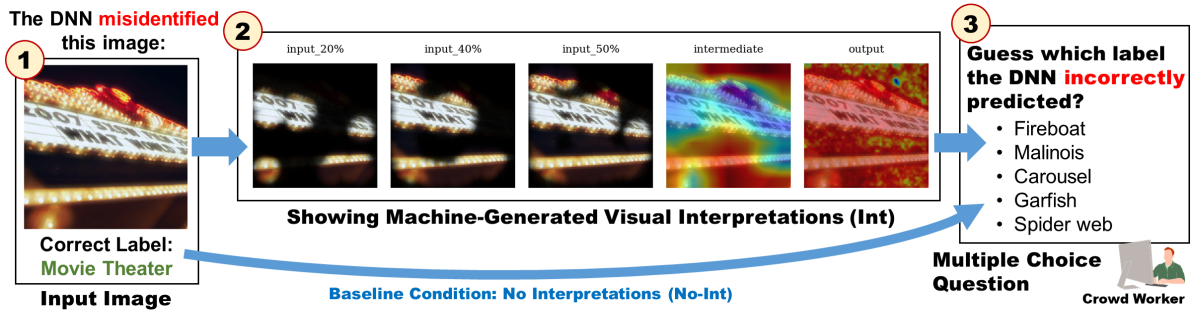 The DNN misidentified
this image:
1
Correct Label:
Movie Theater
Input Image
2
input_20%
input_40%
input_50%
intermediate
output
Showing Machine-Generated Visual Interpretations (Int)
Baseline Condition: No Interpretations (No-Int)
3
Guess which label
the DNN incorrectly
predicted?
• Fireboat
• Malinois
• Carousel
• Garfish
• Spider web
Multiple Choice
Question
Crowd Worker
WHAT